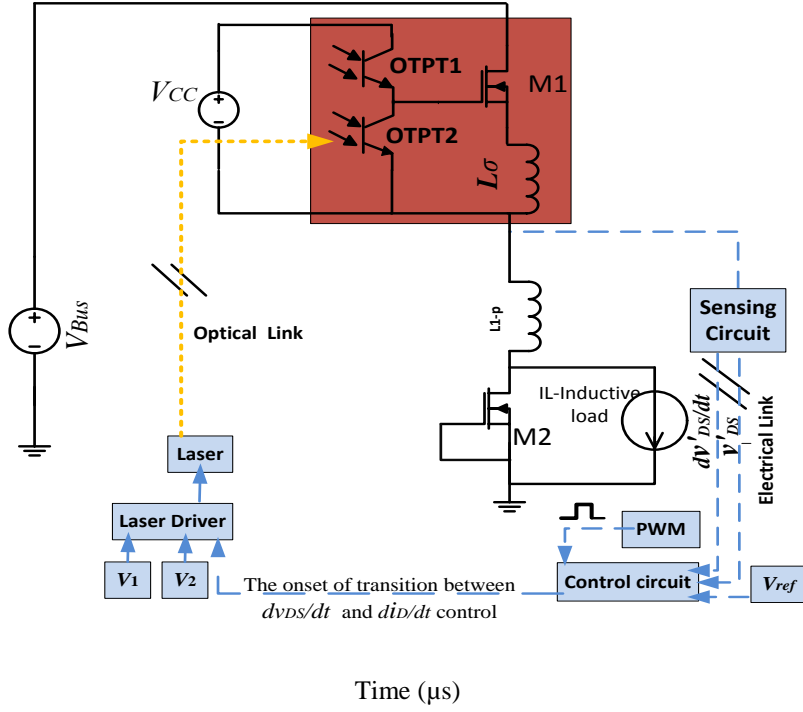 OTPT1
M1
VCC
OTPT2
Lσ
VBus
Optical Link
L1-p
Sensing
Circuit
IL-Inductive
load
M2
dv'DS/dt
v'DS
Electrical Link
Laser
Laser Driver
PWM
V1
V2
The onset of transition between
dvDS/dt and diD/dt control
Control circuit
Vref
Time (µs)